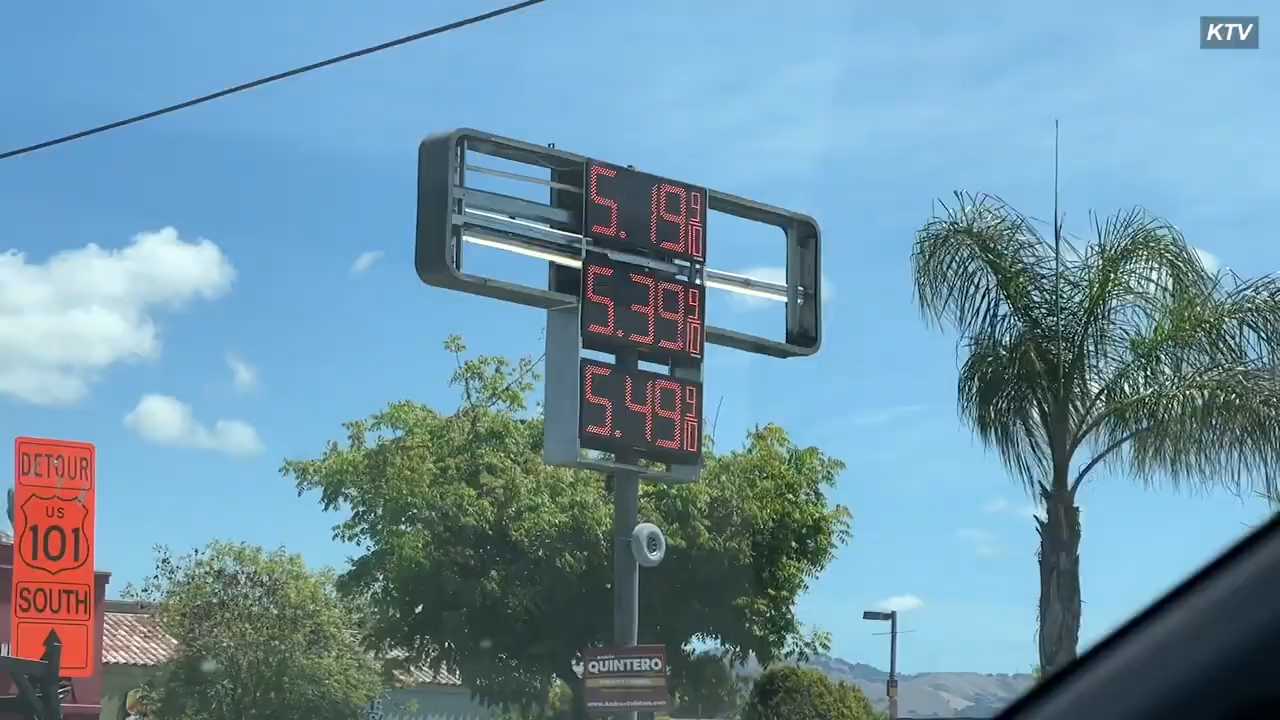 KTV
5.19 9/10
5.39 9/10
5.49 9/10
DETOUR
US
101
SOUTH
QUINTERO